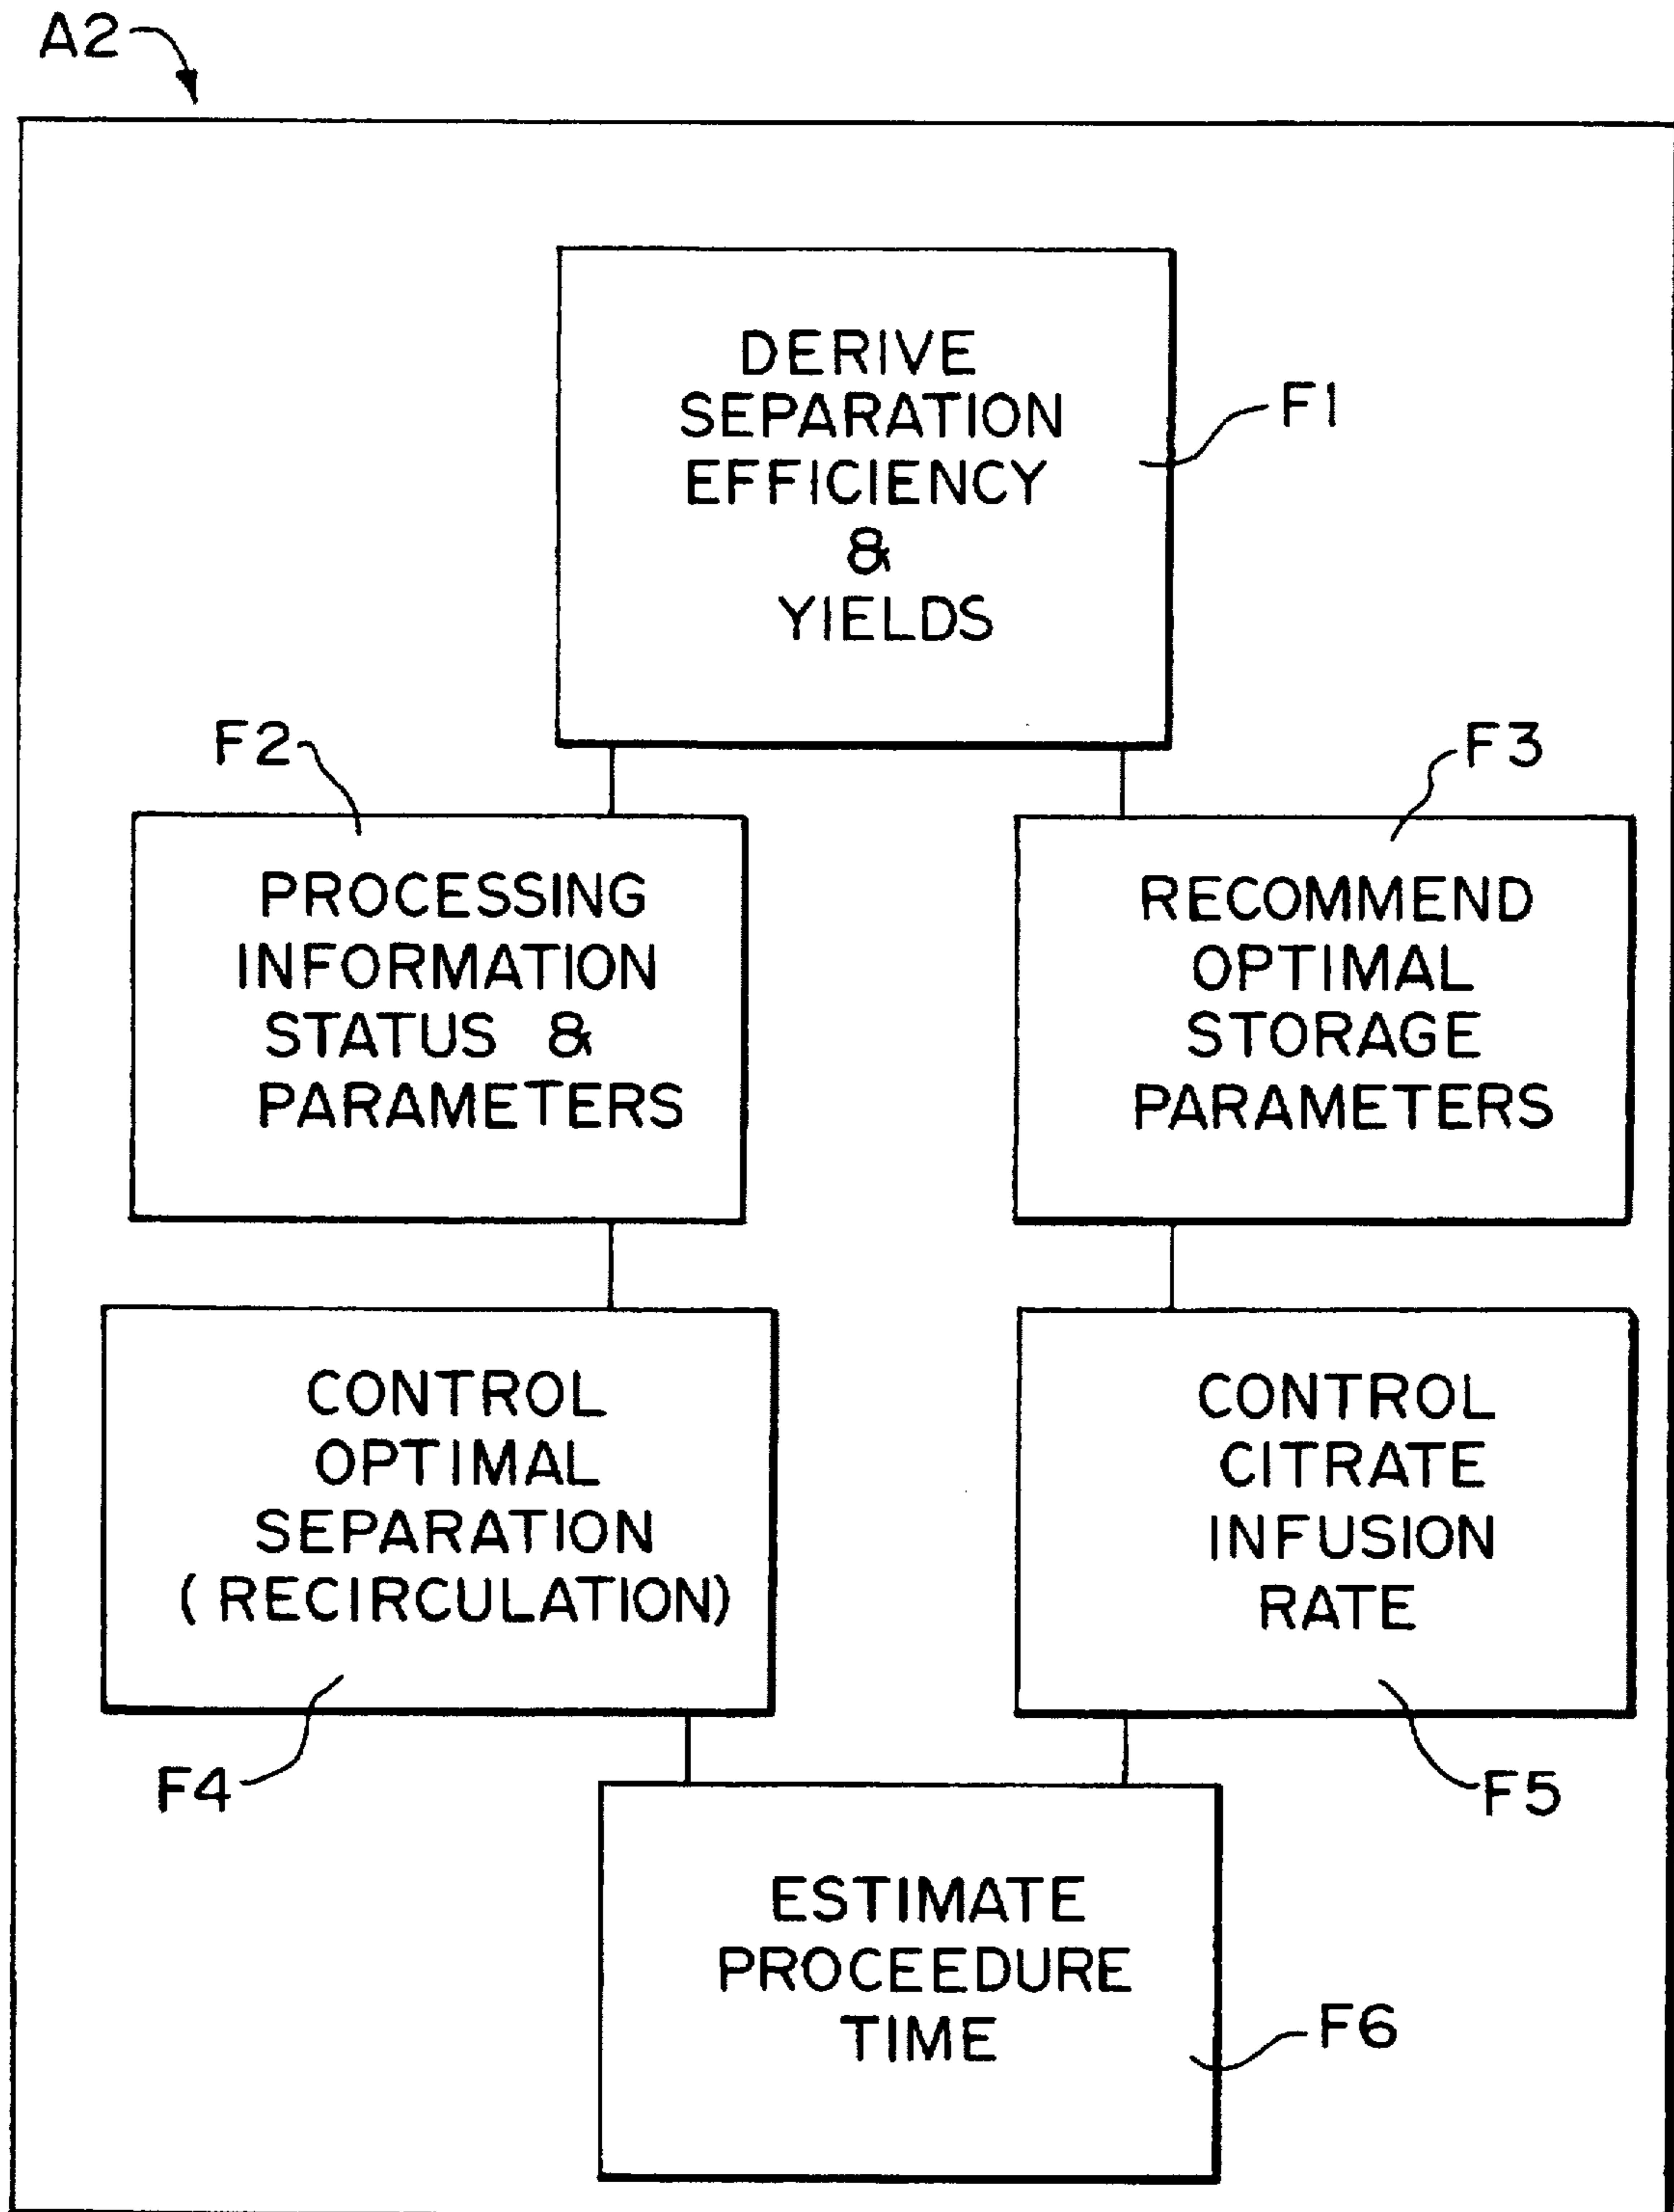 A2
DERIVE
SEPARATION
EFFICIENCY
&
YIELDS
F1
F2
F3
PROCESSING
INFORMATION
STATUS &
PARAMETERS
RECOMMEND
OPTIMAL
STORAGE
PARAMETERS
CONTROL
OPTIMAL
SEPARATION
( RECIRCULATION)
CONTROL
CITRATE
INFUSION
RATE
F4
F5
ESTIMATE
PROCEEDURE
TIME
F6